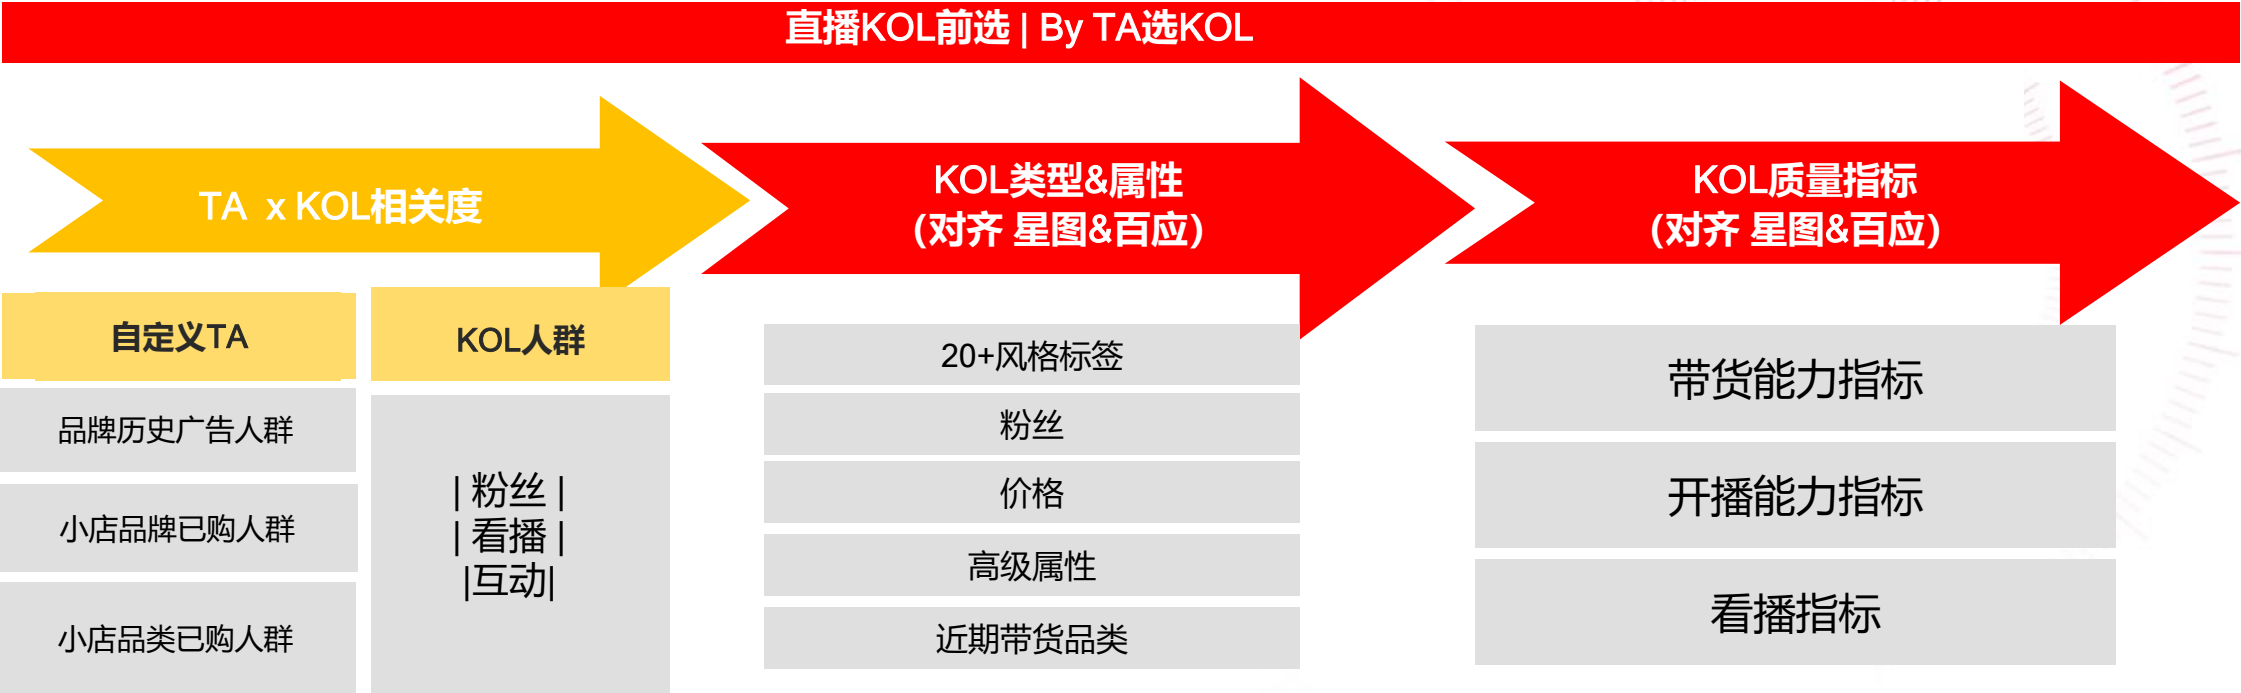 直播KOL前选 | By TA选KOL
TA x KOL相关度
KOL类型&属性
(对齐 星图&百应)
KOL质量指标
(对齐 星图&百应)
自定义TA
品牌历史广告人群
小店品牌已购人群
小店品类已购人群
KOL人群
| 粉丝 |
| 看播 |
|互动|
20+风格标签
粉丝
价格
高级属性
近期带货品类
带货能力指标
开播能力指标
看播指标